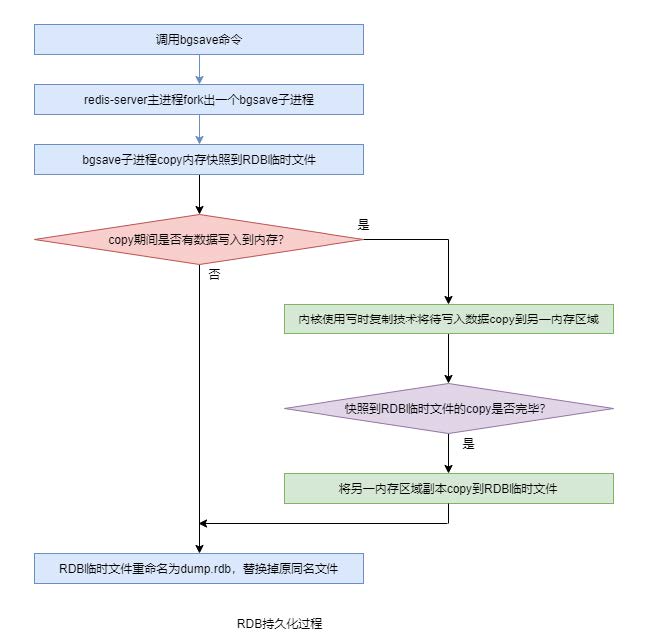 调用bgsave命令
redis-server主进程fork出一个bgsave子进程
bgsave子进程copy内存快照到RDB临时文件
copy期间是否有数据写入到内存?
是
否
内核使用写时复制技术将待写入数据copy到另一内存区域
快照到RDB临时文件的copy是否完毕?
是
将另一内存区域副本copy到RDB临时文件
RDB临时文件重命名为dump.rdb，替换掉原同名文件
RDB持久化过程